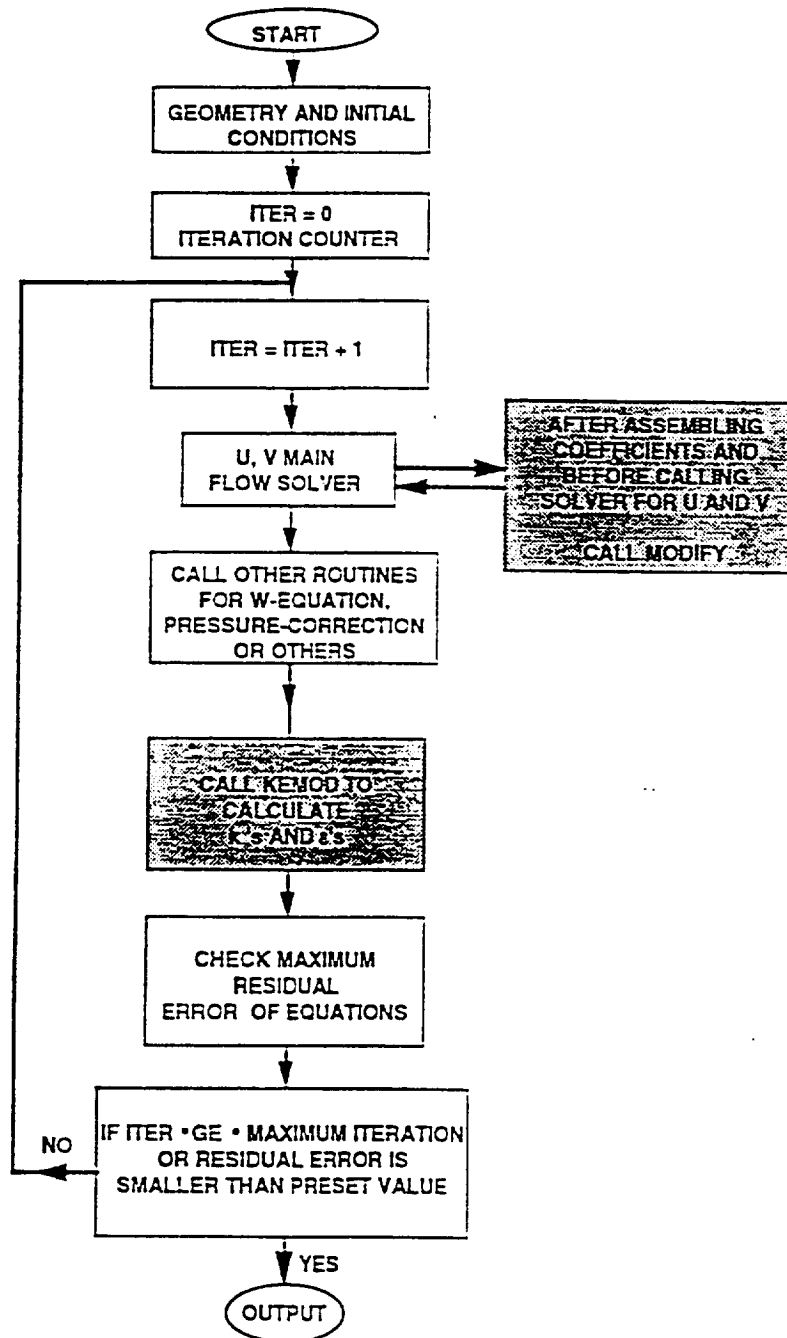 START
GEOMETRY AND INITIAL
CONDITIONS
ITER = 0
ITERATION COUNTER
ITER = ITER + 1
U, V MAIN
FLOW SOLVER
AFTER ASSEMBLING
COEFFICIENTS AND
BEFORE CALLING
SOLVER FOR U AND V
CALL MODIFY
CALL OTHER ROUTINES
FOR W-EQUATION,
PRESSURE-CORRECTION
OR OTHERS
CALL KEMOD TO
CALCULATE
k's AND ε's
CHECK MAXIMUM
RESIDUAL
ERROR OF EQUATIONS
NO
IF ITER • GE • MAXIMUM ITERATION
OR RESIDUAL ERROR IS
SMALLER THAN PRESET VALUE
YES
OUTPUT